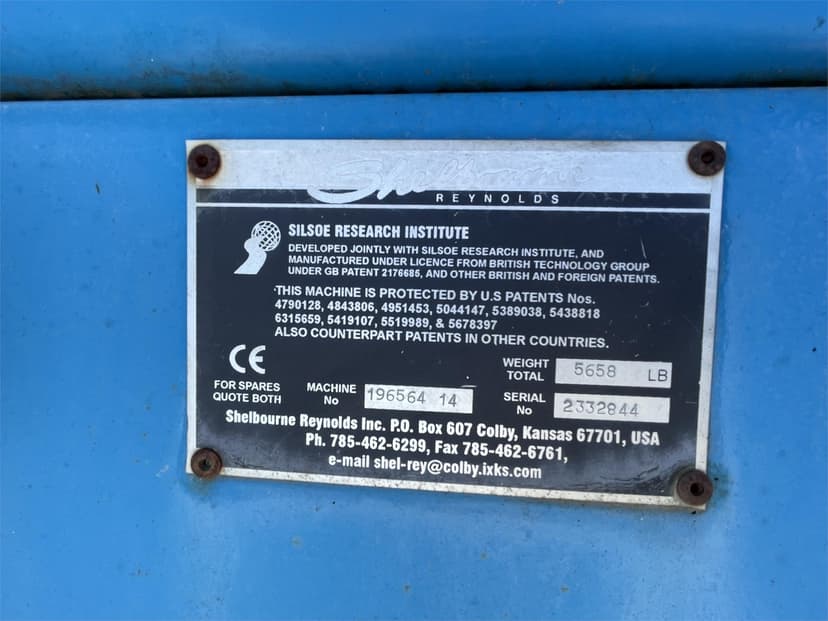 Shelbourne
REYNOLDS
SILSOE RESEARCH INSTITUTE
DEVELOPED JOINTLY WITH SILSOE RESEARCH INSTITUTE, AND
MANUFACTURED UNDER LICENCE FROM BRITISH TECHNOLOGY GROUP
UNDER GB PATENT 2176685, AND OTHER BRITISH AND FOREIGN PATENTS.
THIS MACHINE IS PROTECTED BY U.S PATENTS Nos.
4790128, 4843806, 4951453, 5044147, 5389038, 5438818
6315659, 5419107, 5519989, & 5678397
ALSO COUNTERPART PATENTS IN OTHER COUNTRIES.
CE
WEIGHT TOTAL 5658 LB
FOR SPARES QUOTE BOTH
MACHINE No 196564 14
SERIAL No 2332844
Shelbourne Reynolds Inc. P.O. Box 607 Colby, Kansas 67701, USA
Ph. 785-462-6299, Fax 785-462-6761,
e-mail shel-rey@colby.ixks.com